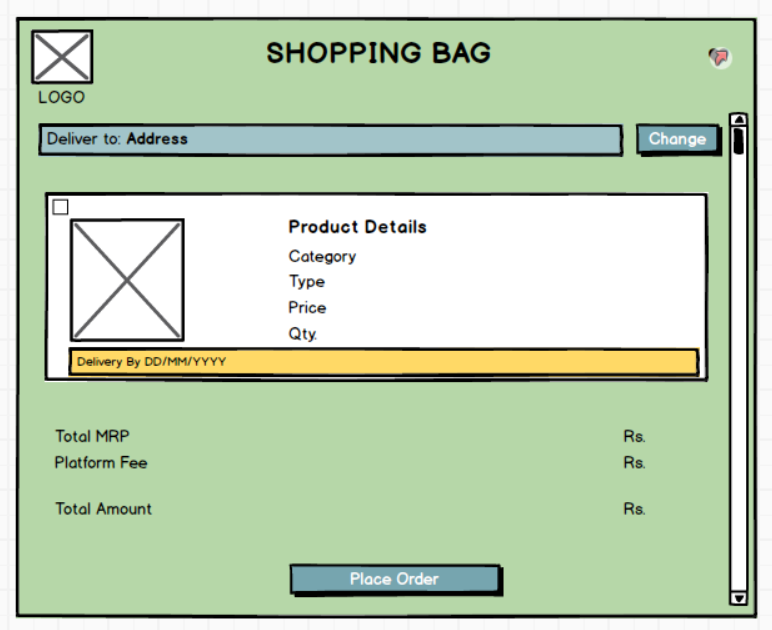 SHOPPING BAG
LOGO
Deliver to: Address
Change
Product Details
Category
Type
Price
Qty.
Delivery By DD/MM/YYYY
Total MRP Rs.
Platform Fee Rs.
Total Amount Rs.
Place Order